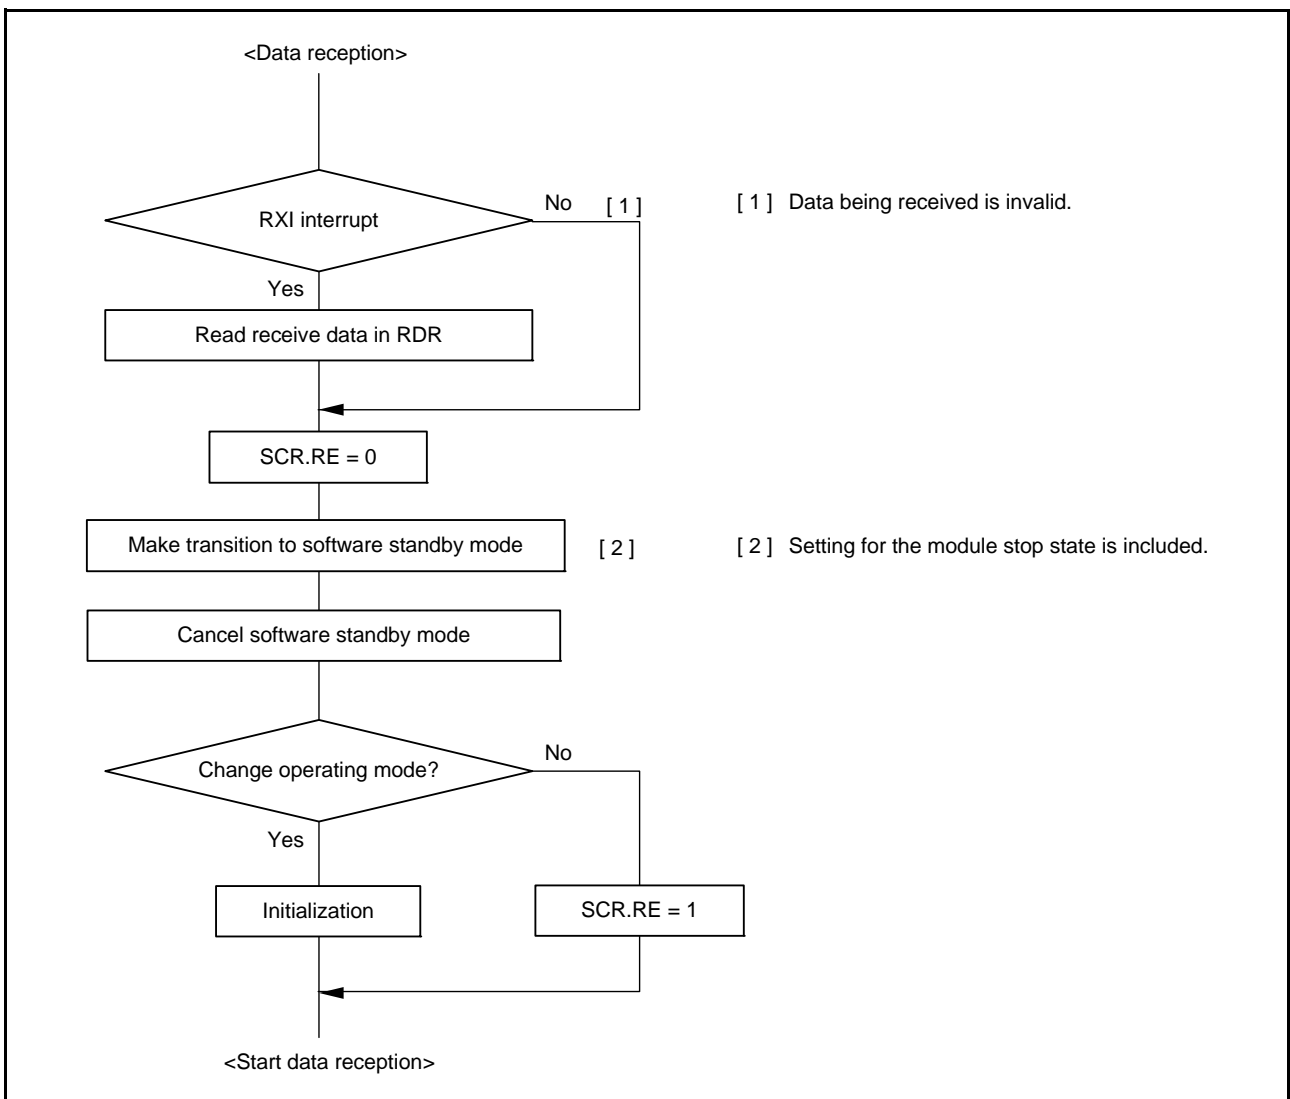 <Data reception>
RXI interrupt
No [ 1 ]
[ 1 ] Data being received is invalid.
Yes
Read receive data in RDR
SCR.RE = 0
Make transition to software standby mode [ 2 ]
[ 2 ] Setting for the module stop state is included.
Cancel software standby mode
Change operating mode?
No
Yes
Initialization
SCR.RE = 1
<Start data reception>